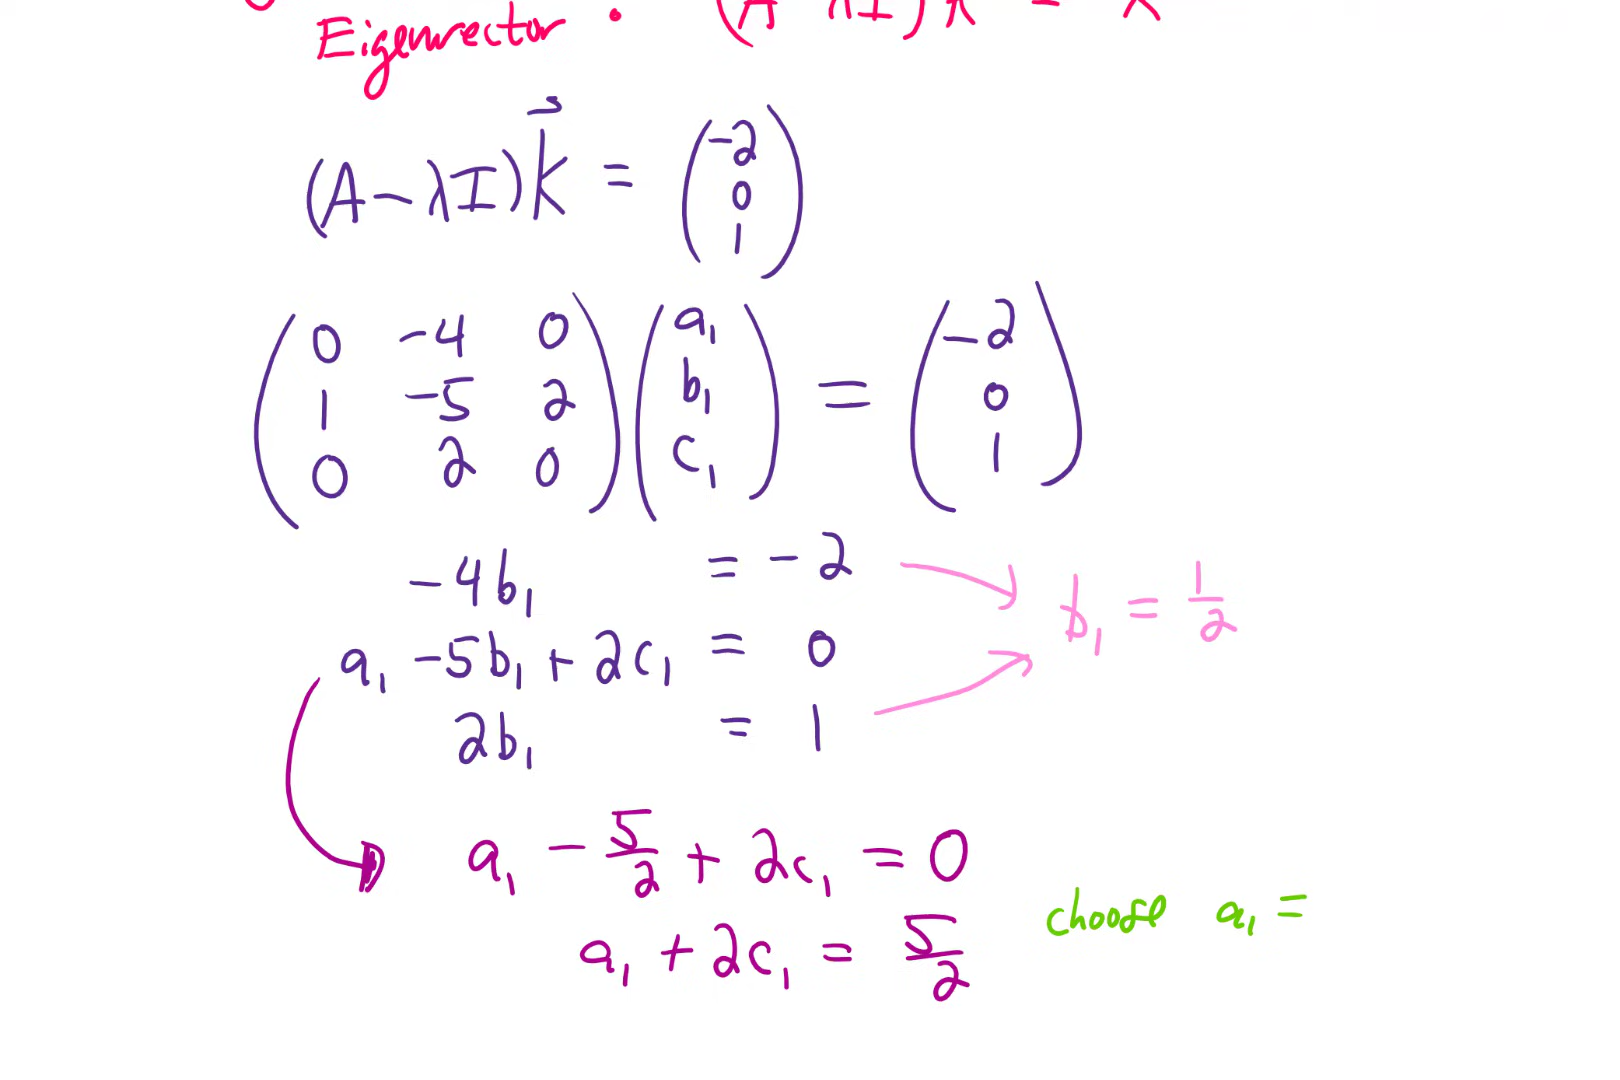 Eigenvector : (A - λI) K = K
(A-λI)K⃗ = (-2 0 1)
(0 -4 0
1 -5 2
0 2 0) (a₁ b₁ c₁) = (-2 0 1)
-4b₁ = -2
a₁ -5b₁ + 2c₁ = 0
2b₁ = 1
b₁ = 1/2
a₁ - 5/2 + 2c₁ = 0
a₁ + 2c₁ = 5/2
choose a₁ =